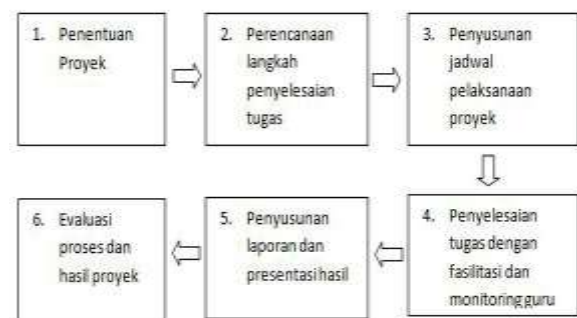 1. Penentuan
Proyek
2. Perencanaan
langkah
penyelesaian
tugas
3. Penyusunan
jadwal
pelaksanaan
proyek
4. Penyelesaian
tugas dengan
fasilitasi dan
monitoring guru
5. Penyusunan
laporan dan
presentasi hasil
6. Evaluasi
proses dan
hasil proyek